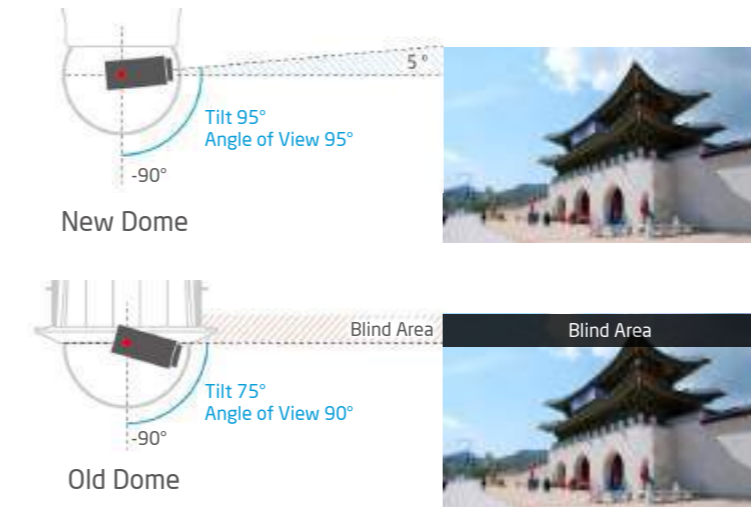 5°
Tilt 95°
Angle of View 95°
-90°
New Dome
Blind Area
Blind Area
Tilt 75°
Angle of View 90°
-90°
Old Dome